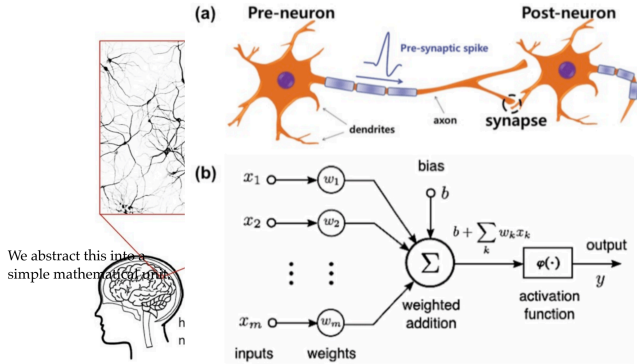 (a)
Pre-neuron
Post-neuron
Pre-synaptic spike
dendrites
axon
synapse
(b)
bias
b
x₁
w₁
x₂
w₂
xₘ
wₘ
Σ
b + ∑ₖ wₖxₖ
φ(·)
output
y
weighted
addition
activation
function
inputs
weights
We abstract this into a
simple mathematical unit.
h
n